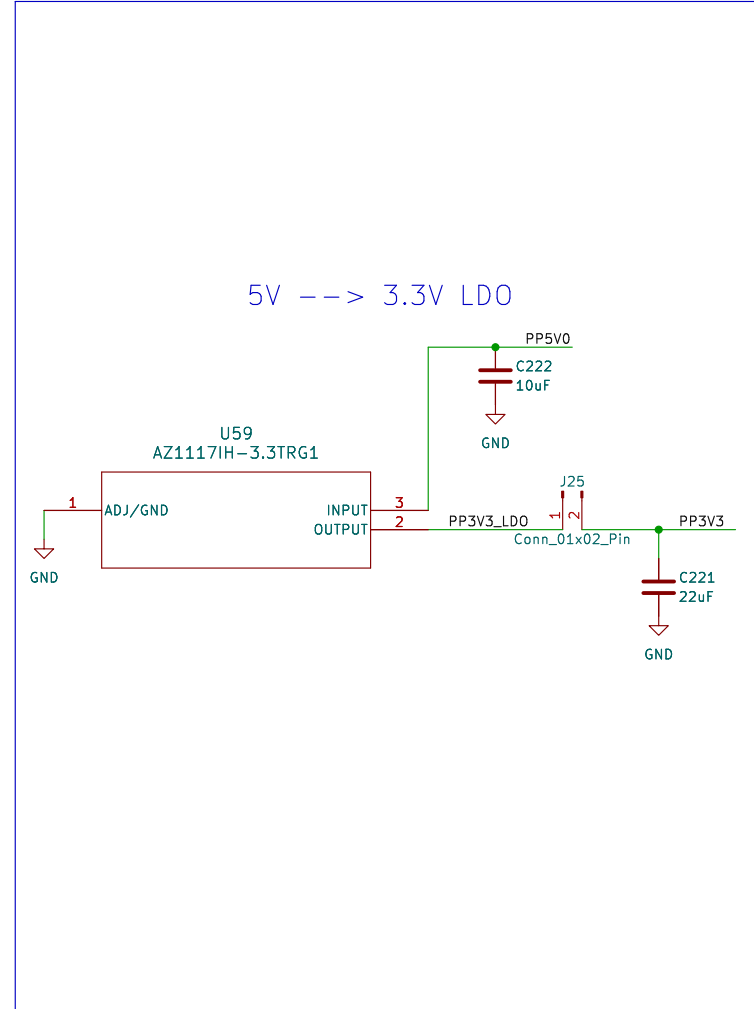 5V --> 3.3V LDO
PP5V0
C222
10uF
GND
U59
AZ1117IH-3.3TRG1
1
ADJ/GND
INPUT
3
OUTPUT
2
GND
PP3V3_LDO
J25
1
2
Conn_01x02_Pin
PP3V3
C221
22uF
GND